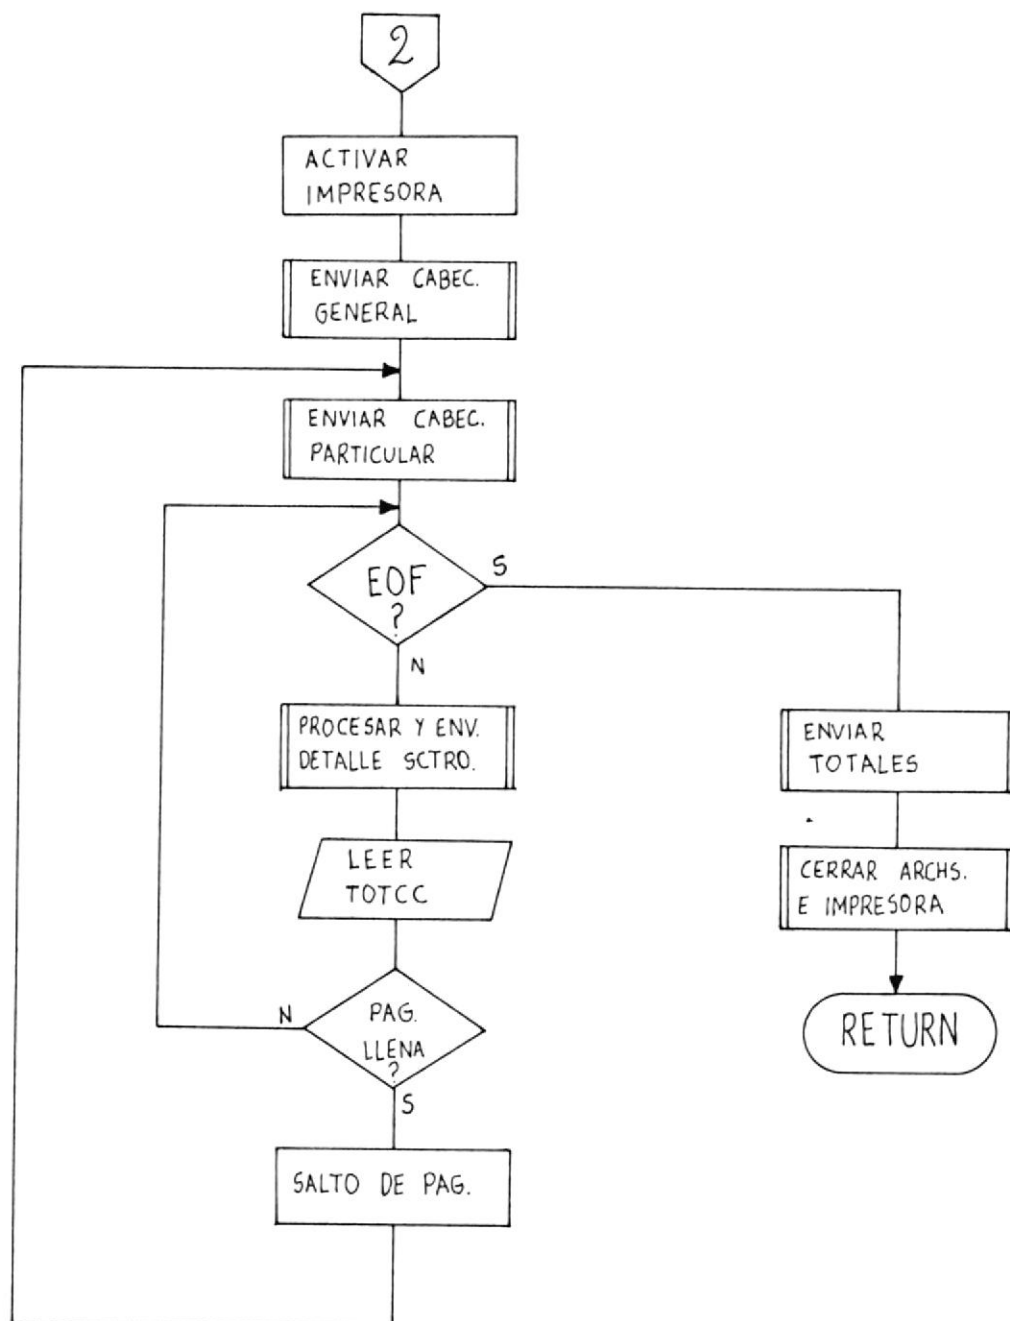 2
ACTIVAR
IMPRESORA
ENVIAR CABEC.
GENERAL
ENVIAR CABEC.
PARTICULAR
EOF
?
S
N
PROCESAR Y ENV.
DETALLE SCTRO.
LEER
TOTCC
PAG.
LLENA
?
N
S
SALTO DE PAG.
ENVIAR
TOTALES
CERRAR ARCHS.
E IMPRESORA
RETURN